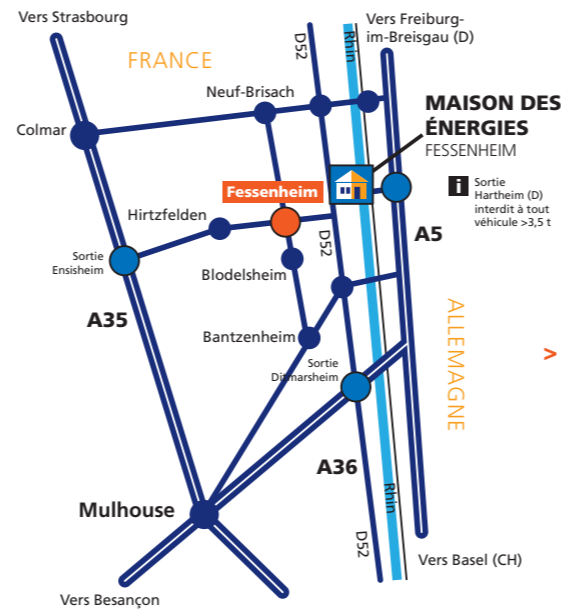 Vers Strasbourg
Vers Freiburg-
im-Breisgau (D)
D52
Rhin
FRANCE
Neuf-Brisach
Colmar
MAISON DES
ÉNERGIES
FESSENHEIM
Fessenheim
i Sortie
Hartheim (D)
interdit à tout
véhicule >3,5 t
Hirtzfelden
D52
A5
Sortie
Ensisheim
Blodelsheim
A35
ALLEMAGNE
Bantzenheim
>
Sortie
Ditmarsheim
A36
Rhin
Mulhouse
D52
Vers Basel (CH)
Vers Besançon